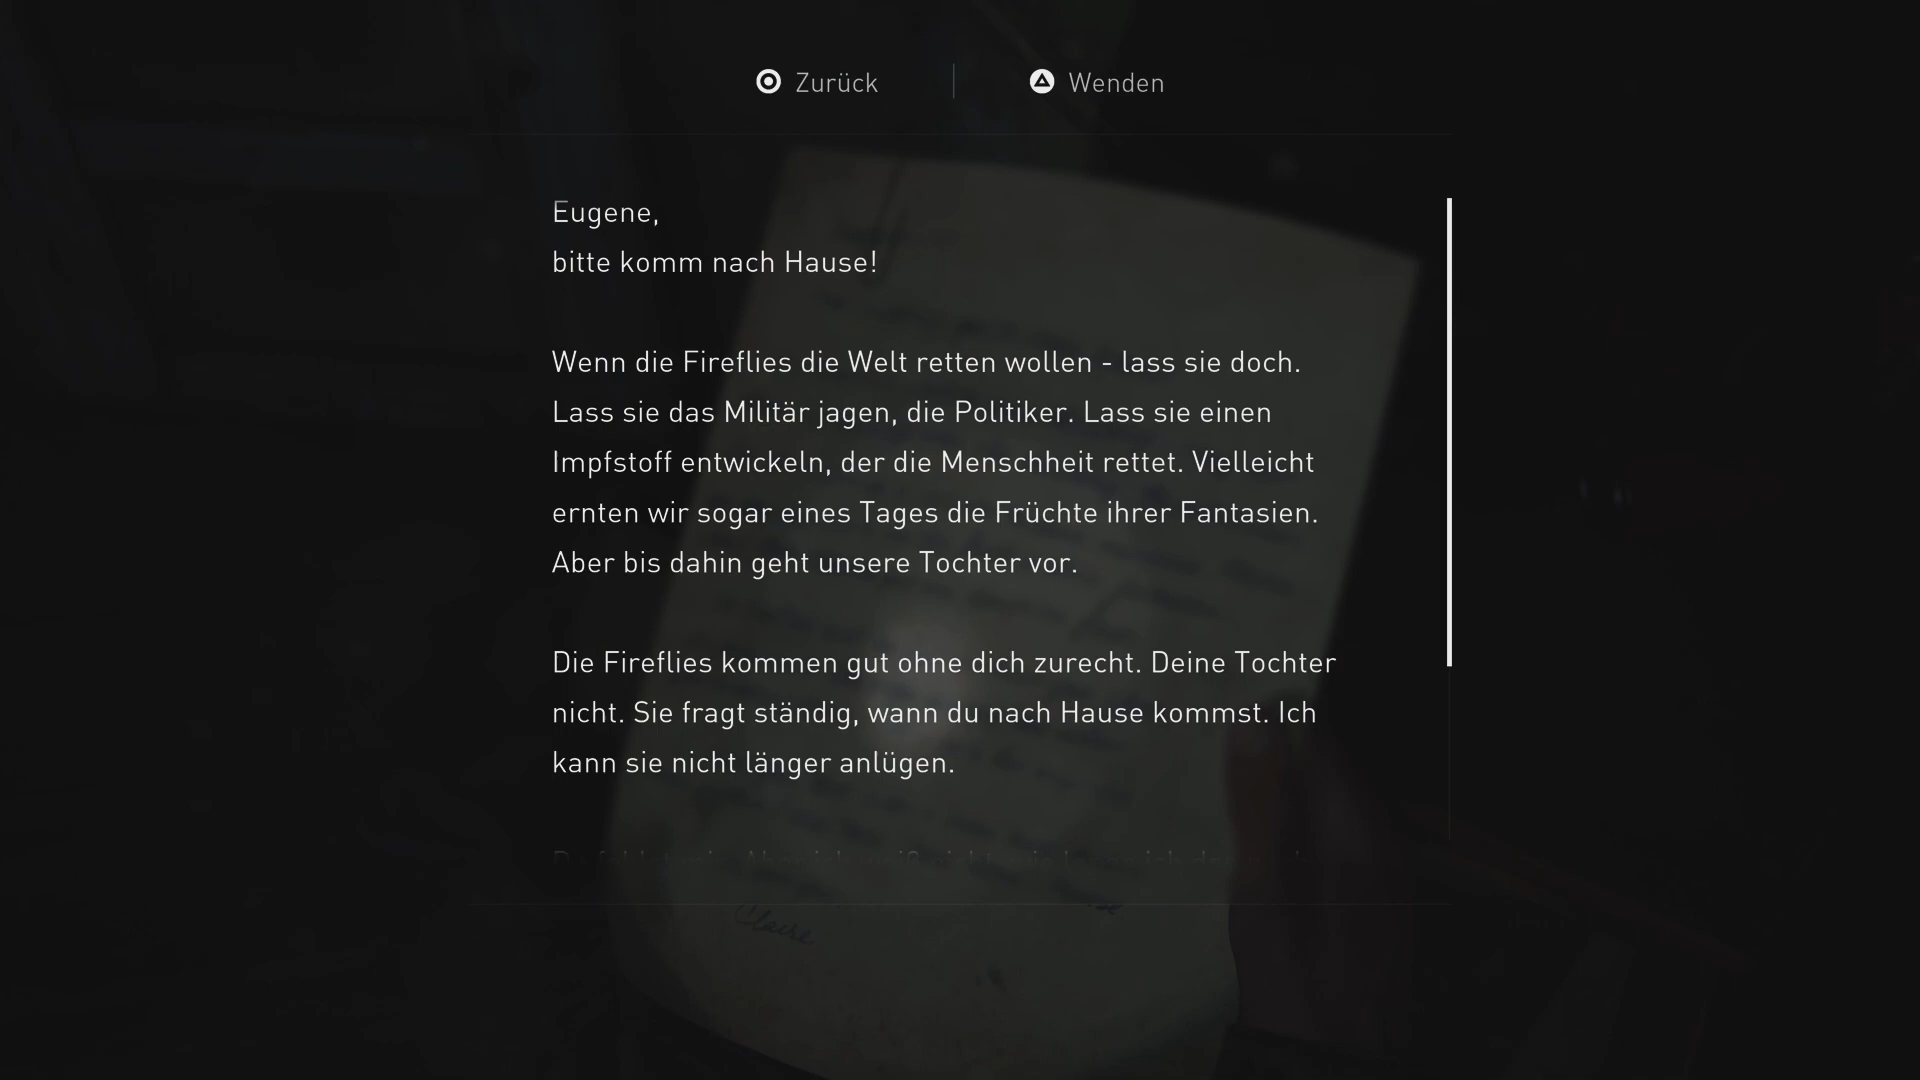 Zurück
Wenden
Eugene,
bitte komm nach Hause!
Wenn die Fireflies die Welt retten wollen - lass sie doch.
Lass sie das Militär jagen, die Politiker. Lass sie einen
Impfstoff entwickeln, der die Menschheit rettet. Vielleicht
ernten wir sogar eines Tages die Früchte ihrer Fantasien.
Aber bis dahin geht unsere Tochter vor.
Die Fireflies kommen gut ohne dich zurecht. Deine Tochter
nicht. Sie fragt ständig, wann du nach Hause kommst. Ich
kann sie nicht länger anlügen.
Claire